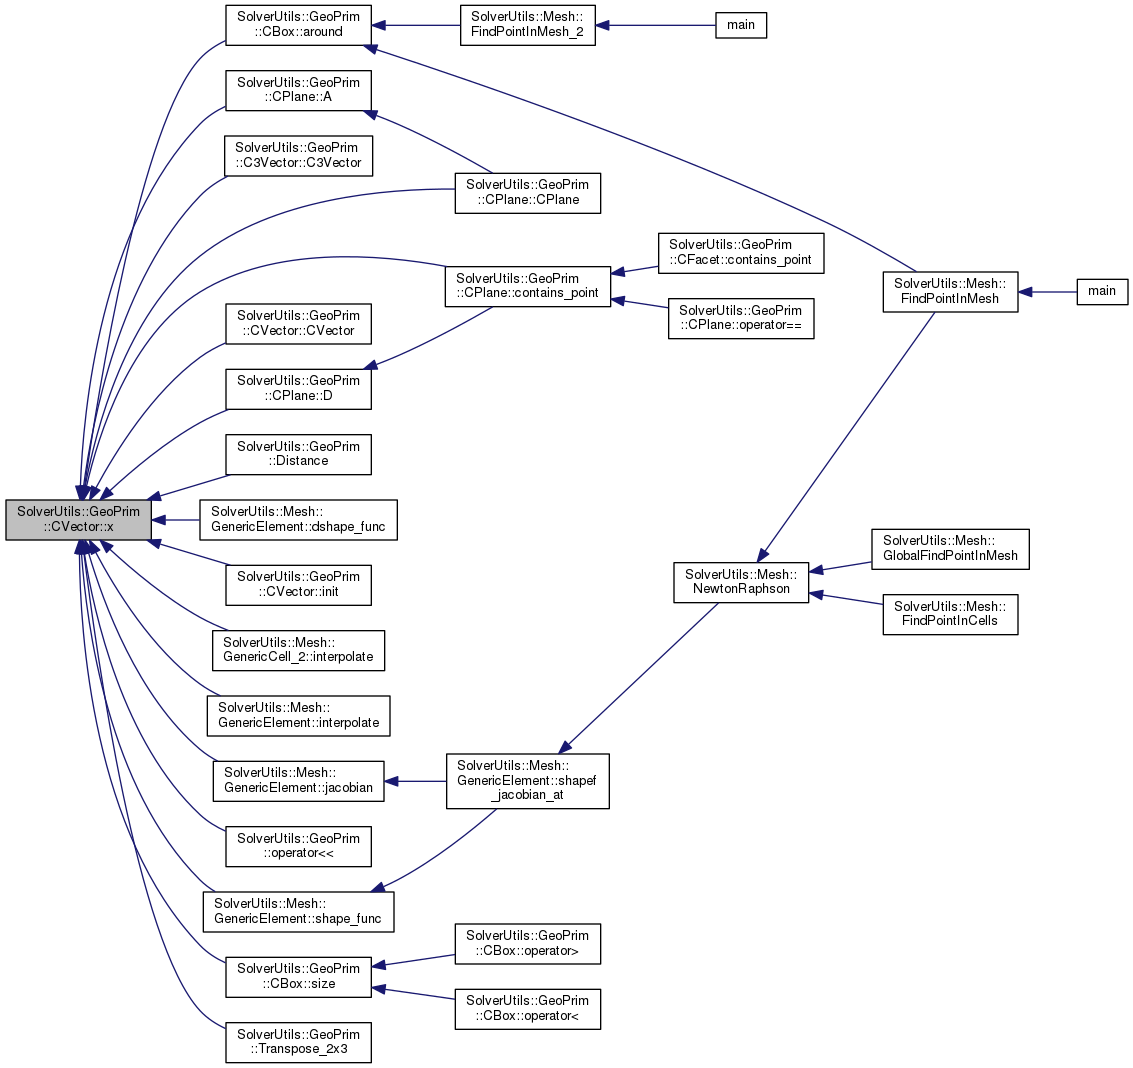 SolverUtils::GeoPrim
::CBox::around
SolverUtils::Mesh::
FindPointInMesh_2
main
SolverUtils::GeoPrim
::CPlane::A
SolverUtils::GeoPrim
::C3Vector::C3Vector
SolverUtils::GeoPrim
::CPlane::CPlane
SolverUtils::GeoPrim
::CFacet::contains_point
SolverUtils::GeoPrim
::CPlane::contains_point
SolverUtils::Mesh::
FindPointInMesh
main
SolverUtils::GeoPrim
::CPlane::operator==
SolverUtils::GeoPrim
::CVector::CVector
SolverUtils::GeoPrim
::CPlane::D
SolverUtils::GeoPrim
::Distance
SolverUtils::GeoPrim
::CVector::x
SolverUtils::Mesh::
GenericElement::dshape_func
SolverUtils::Mesh::
GlobalFindPointInMesh
SolverUtils::GeoPrim
::CVector::init
SolverUtils::Mesh::
NewtonRaphson
SolverUtils::Mesh::
FindPointInCells
SolverUtils::Mesh::
GenericCell_2::interpolate
SolverUtils::Mesh::
GenericElement::interpolate
SolverUtils::Mesh::
GenericElement::jacobian
SolverUtils::Mesh::
GenericElement::shapef
_jacobian_at
SolverUtils::GeoPrim
::operator<<
SolverUtils::Mesh::
GenericElement::shape_func
SolverUtils::GeoPrim
::CBox::operator>
SolverUtils::GeoPrim
::CBox::size
SolverUtils::GeoPrim
::CBox::operator<
SolverUtils::GeoPrim
::Transpose_2x3